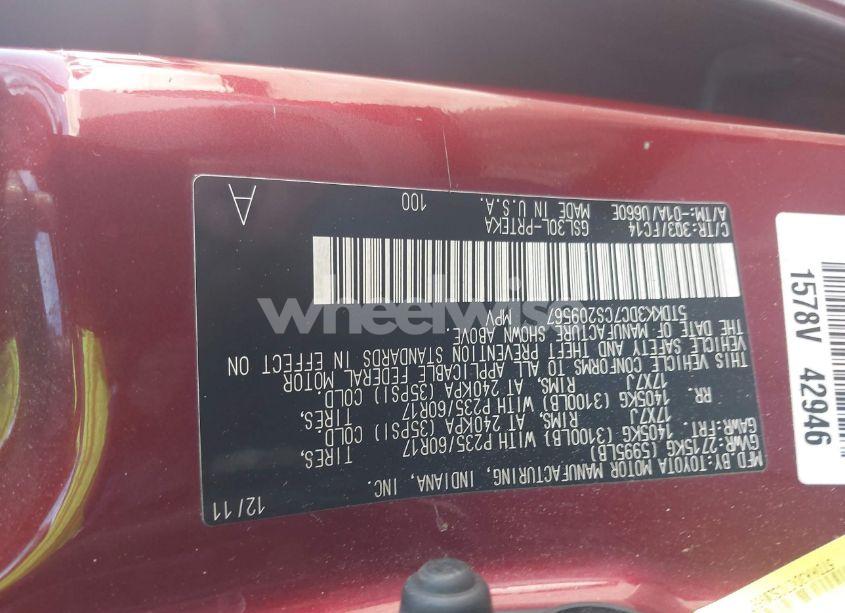 MFD.BY:TOYOTA MOTOR MANUFACTURING, INDIANA, INC. 12/11
GVWR:2715KG (5995LB)
GAWR:FRT. 1405KG (3100LB) WITH P235/60R17 TIRES,
17X7J RIMS, AT 240KPA (35PSI) COLD.
RR. 1405KG (3100LB) WITH P235/60R17 TIRES,
17X7J RIMS, AT 240KPA (35PSI) COLD.
THIS VEHICLE CONFORMS TO ALL APPLICABLE FEDERAL MOTOR
VEHICLE SAFETY AND THEFT PREVENTION STANDARDS IN EFFECT ON
THE DATE OF MANUFACTURE SHOWN ABOVE.
5TDKK3DC7CS209567 MPV
C/TR:3Q3/FC14
A/TM:-01A/U660E
GSL30L-PRTEKA
MADE IN U.S.A
100
A
1578V 42946
wheelwise